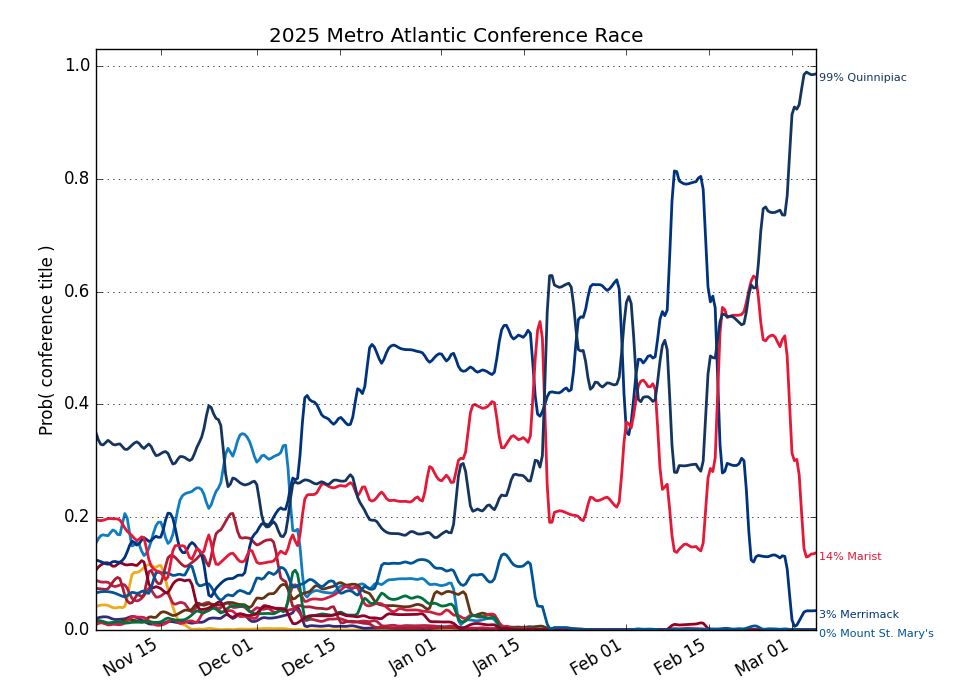 2025 Metro Atlantic Conference Race
Prob( conference title )
1.0
0.8
0.6
0.4
0.2
0.0
Nov 15
Dec 01
Dec 15
Jan 01
Jan 15
Feb 01
Feb 15
Mar 01
99% Quinnipiac
14% Marist
3% Merrimack
0% Mount St. Mary's